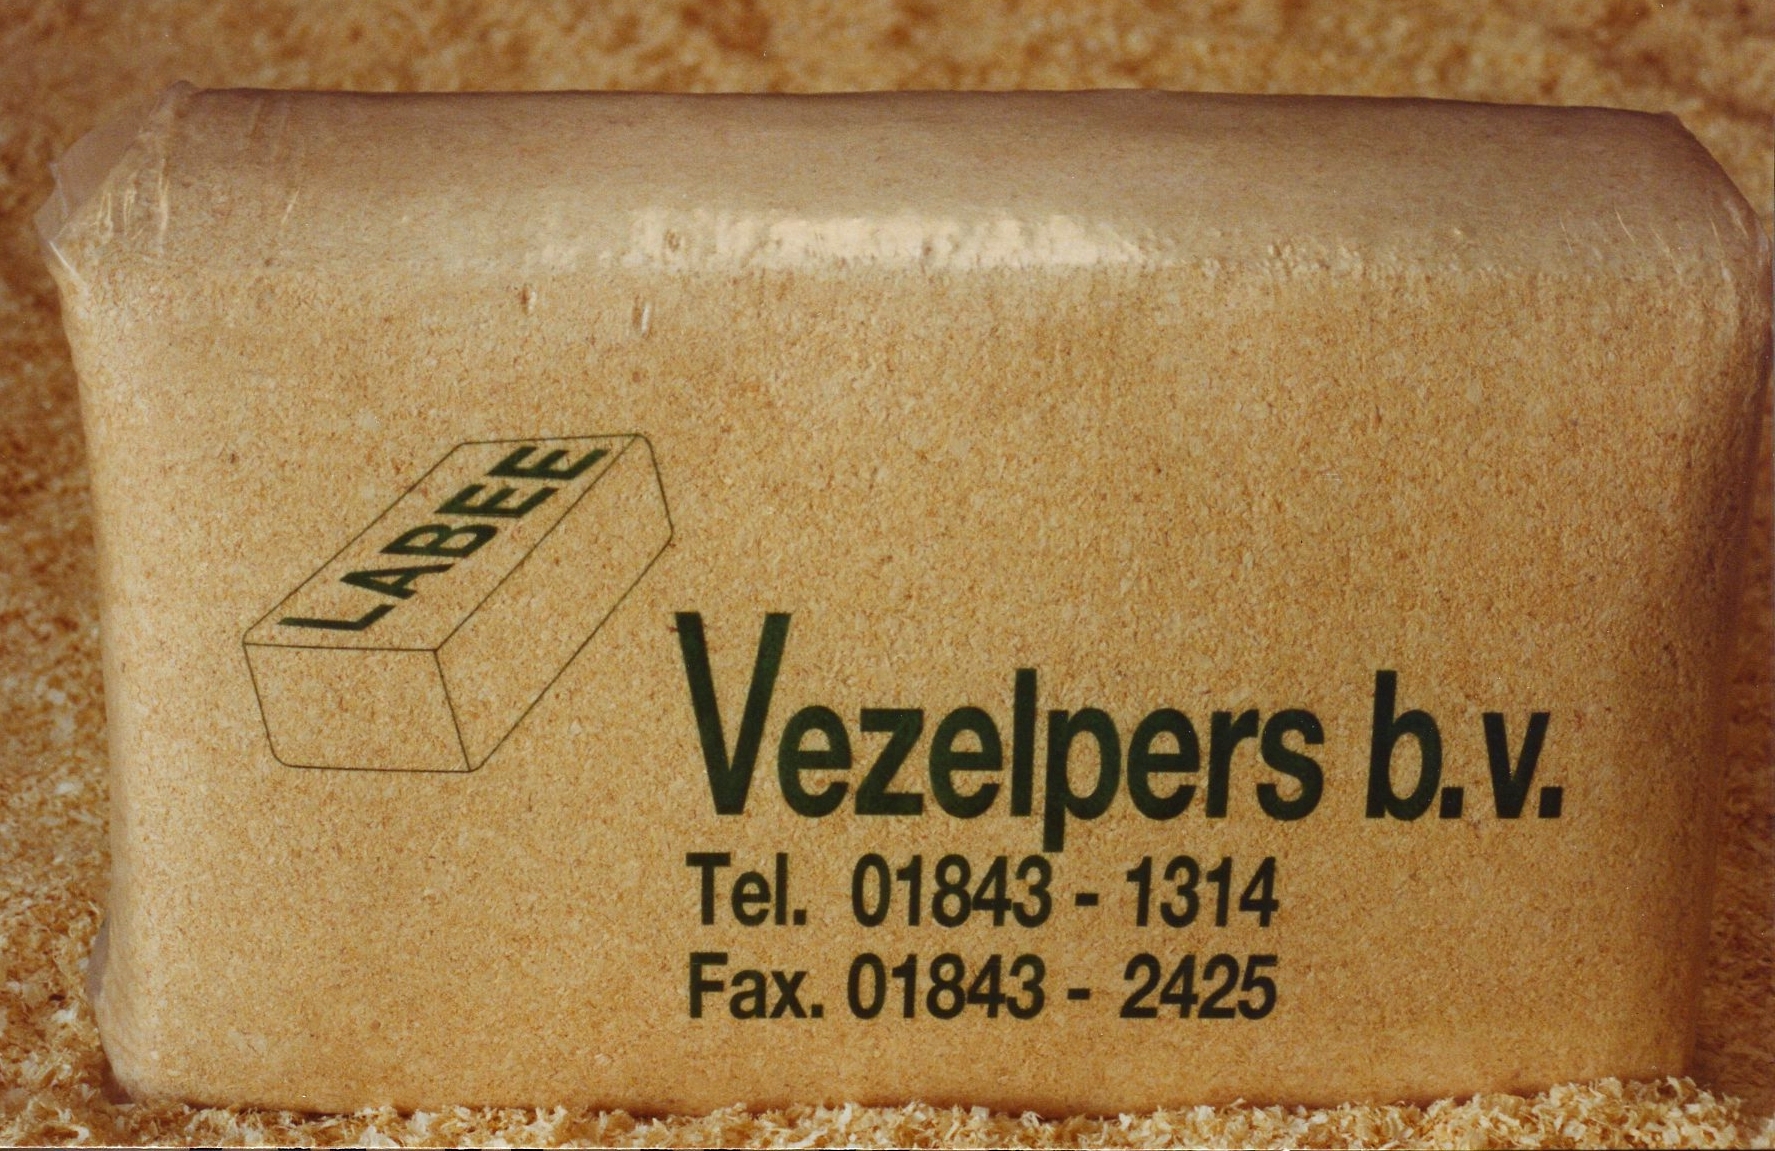 LABEE
Vezelpers b.v.
Tel. 01843 - 1314
Fax. 01843 - 2425